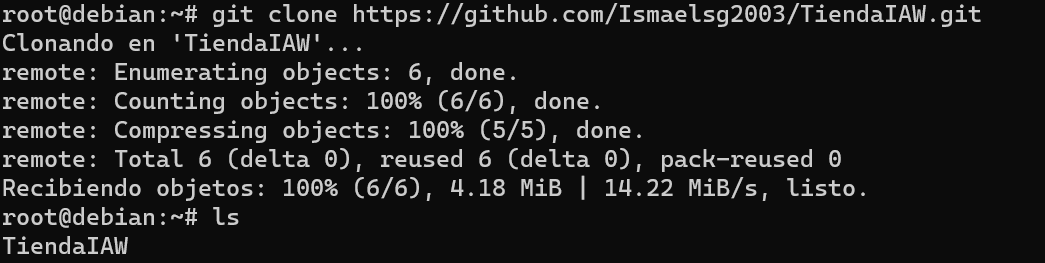 root@debian:~# git clone https://github.com/Ismaelsg2003/TiendaIAW.git
Clonando en 'TiendaIAW'...
remote: Enumerating objects: 6, done.
remote: Counting objects: 100% (6/6), done.
remote: Compressing objects: 100% (5/5), done.
remote: Total 6 (delta 0), reused 6 (delta 0), pack-reused 0
Recibiendo objetos: 100% (6/6), 4.18 MiB | 14.22 MiB/s, listo.
root@debian:~# ls
TiendaIAW